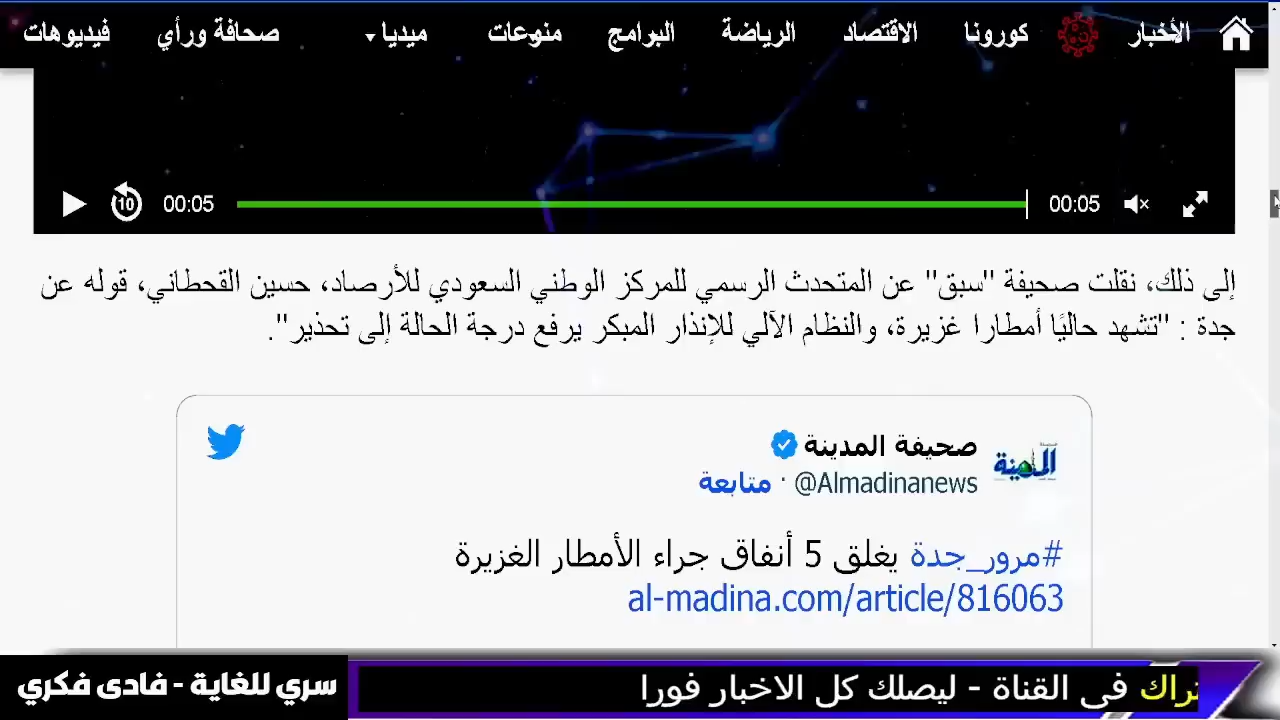 الأخبار كورونا الاقتصاد الرياضة البرامج منوعات ميديا صحافة ورأي فيديوهات
10 00:05 00:05
إلى ذلك، نقلت صحيفة "سبق" عن المتحدث الرسمي للمركز الوطني السعودي للأرصاد، حسين القحطاني، قوله عن
جدة : "تشهد حاليًا أمطارا غزيرة، والنظام الآلي للإنذار المبكر يرفع درجة الحالة إلى تحذير".
صحيفة المدينة
@Almadinanews · متابعة
#مرور_جدة يغلق 5 أنفاق جراء الأمطار الغزيرة
al-madina.com/article/816063
فى القناة - ليصلك كل الاخبار فورا
سري للغاية - فادى فكري